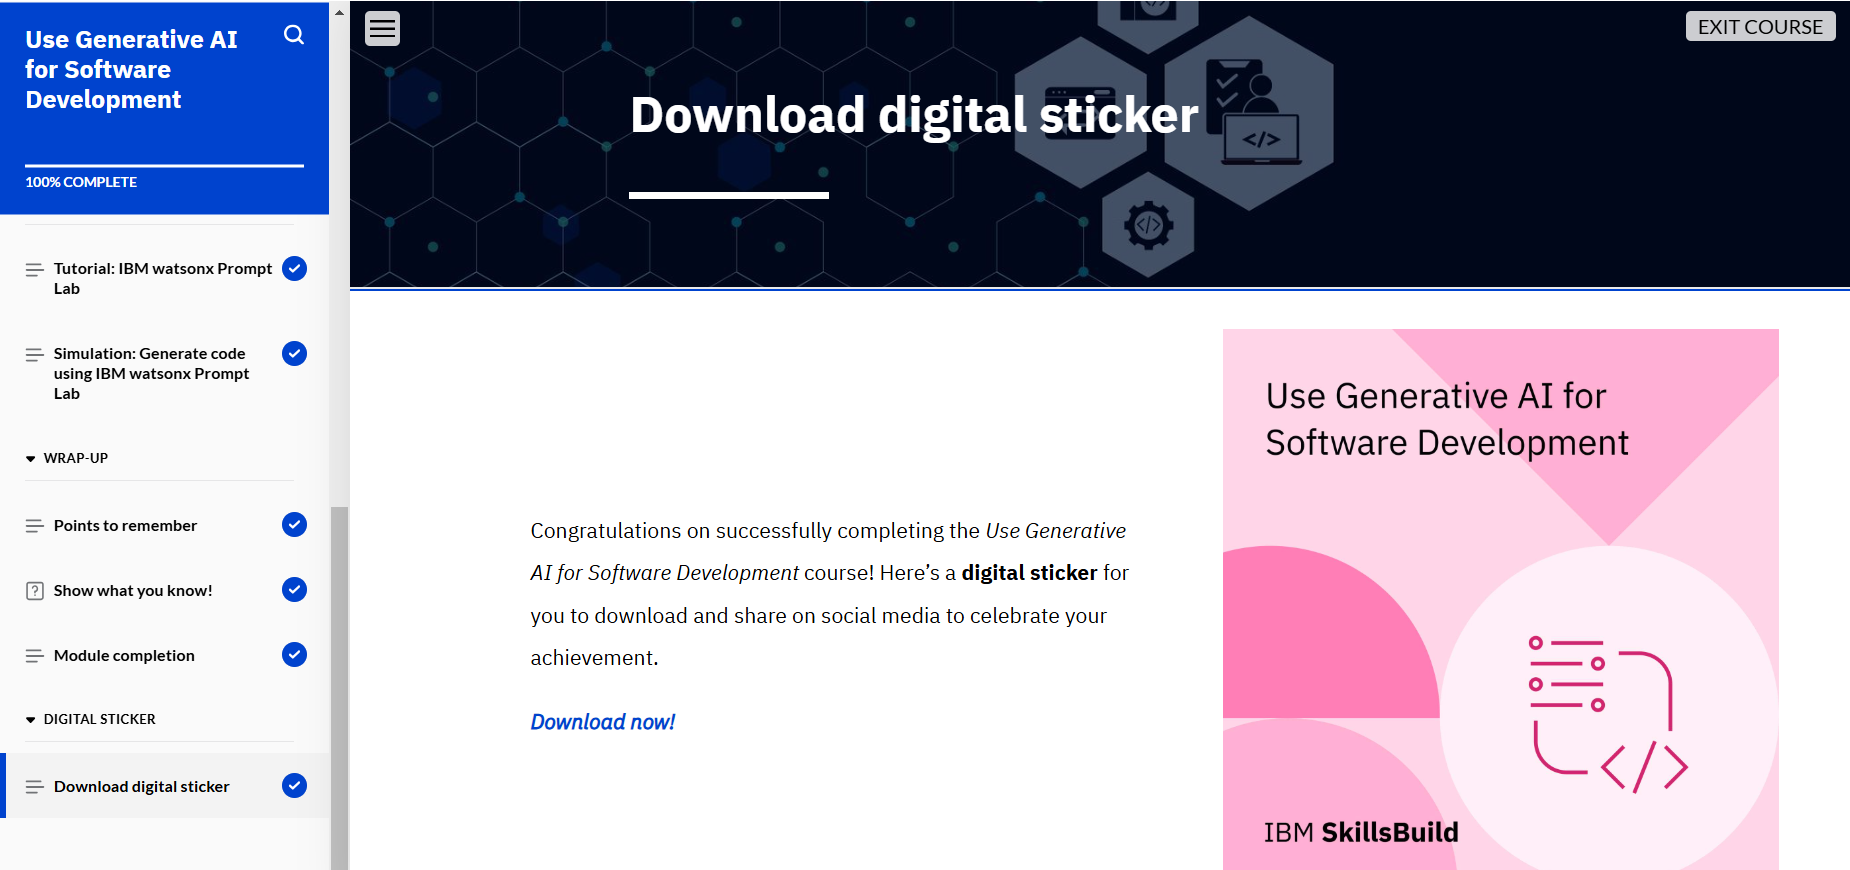 Use Generative AI
for Software
Development
100% COMPLETE
Tutorial: IBM watsonx Prompt
Lab
Simulation: Generate code
using IBM watsonx Prompt
Lab
WRAP-UP
Points to remember
Show what you know!
Module completion
DIGITAL STICKER
Download digital sticker
EXIT COURSE
Download digital sticker
</>
</>
Congratulations on successfully completing the Use Generative
AI for Software Development course! Here’s a digital sticker for
you to download and share on social media to celebrate your
achievement.
Download now!
Use Generative AI for
Software Development
</>
IBM SkillsBuild